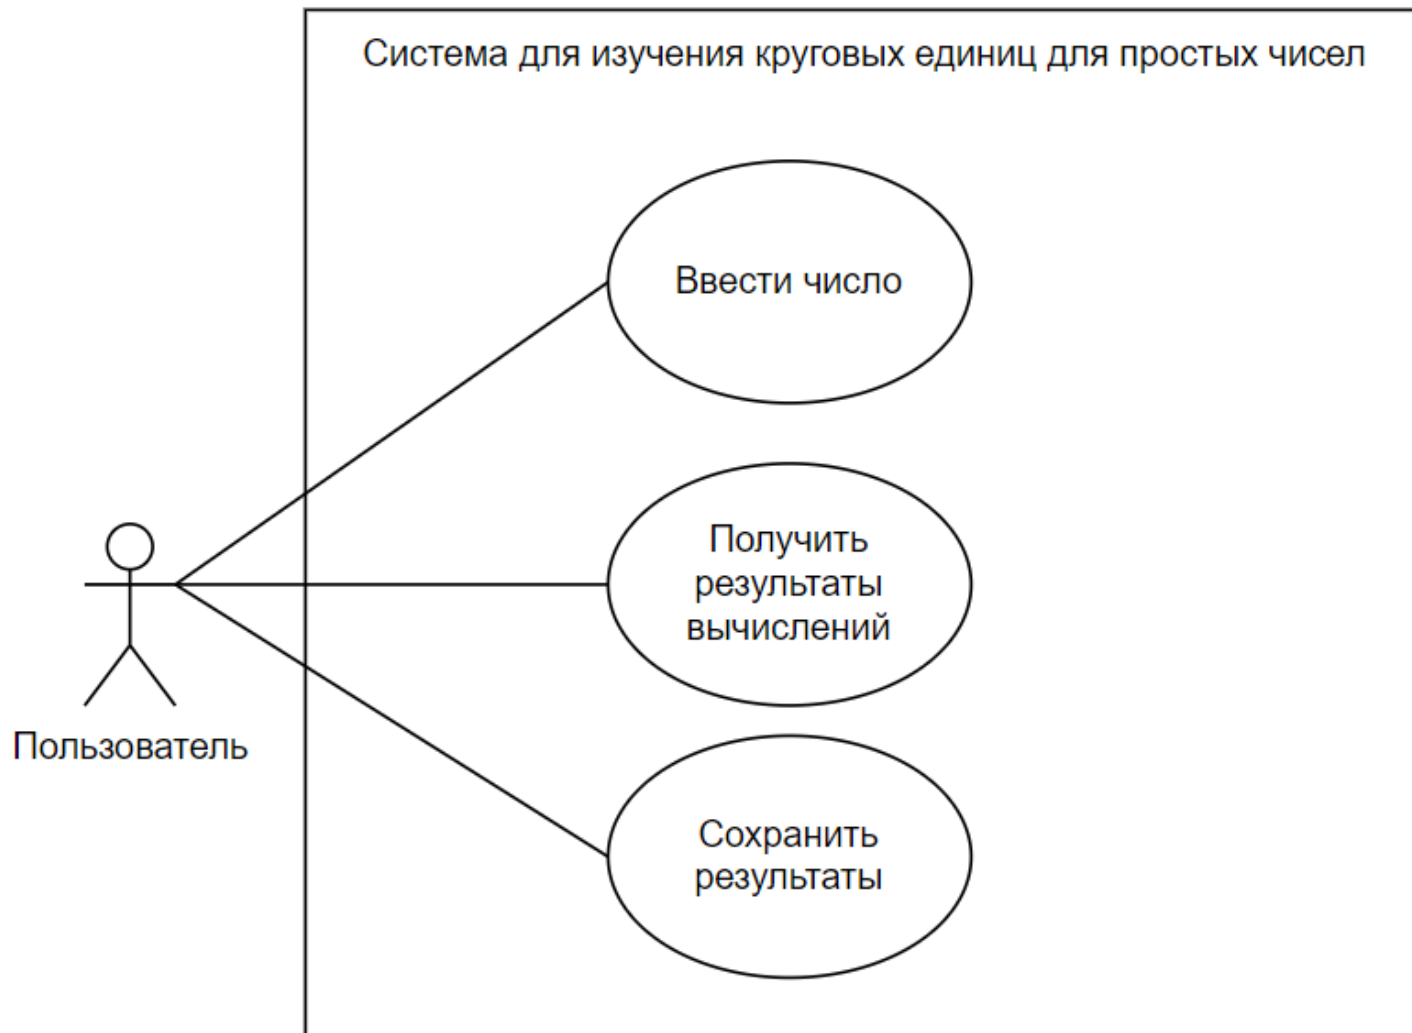 Система для изучения круговых единиц для простых чисел
Ввести число
Получить
результаты
вычислений
Пользователь
Сохранить
результаты